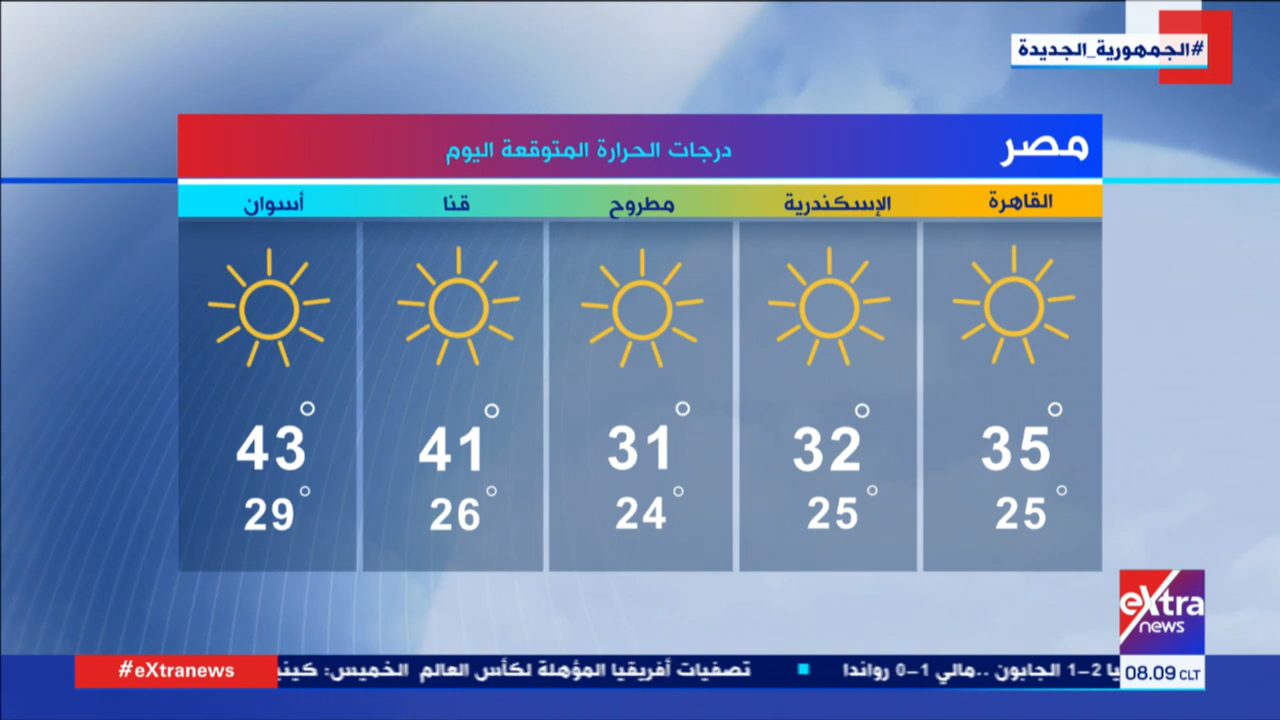 #الجمهورية_الجديدة
مصر
درجات الحرارة المتوقعة اليوم
القاهرة الإسكندرية مطروح قنا أسوان
35° 32° 31° 41° 43°
25° 25° 24° 26° 29°
eXtra
news
08.09 CLT
2-1 الجابون ..مالي 1-0 رواندا ■ تصفيات أفريقيا المؤهلة لكأس العالم الخميس:
#eXtranews